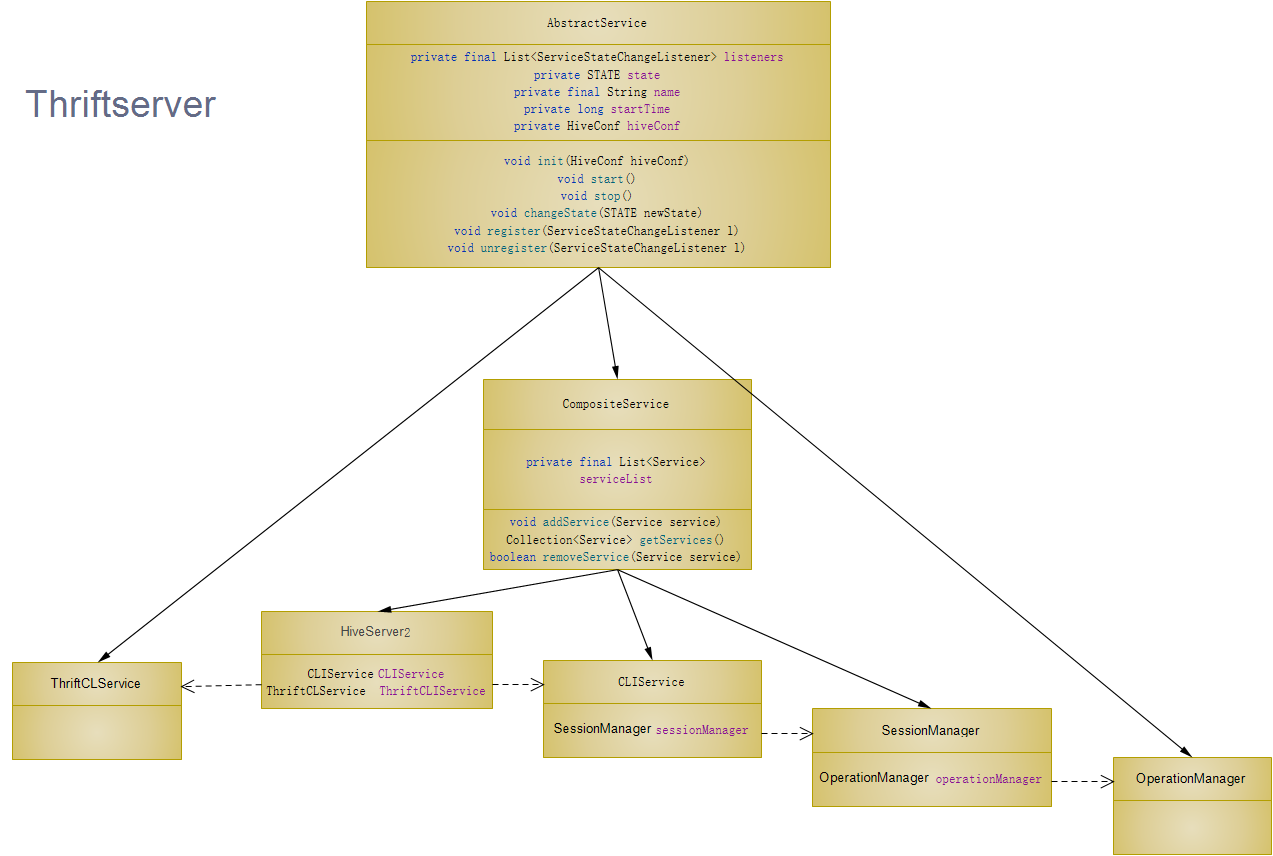 AbstractService
private final List<ServiceStateChangeListener> listeners
private STATE state
private final String name
private long startTime
private HiveConf hiveConf
Thriftserver
void init(HiveConf hiveConf)
void start()
void stop()
void changeState(STATE newState)
void register(ServiceStateChangeListener l)
void unregister(ServiceStateChangeListener l)
CompositeService
private final List<Service>
serviceList
void addService(Service service)
Collection<Service> getServices()
boolean removeService(Service service)
HiveServer2
CLIService CLIService
ThriftCLService ThriftCLIService
ThriftCLService
CLIService
SessionManager sessionManager
SessionManager
OperationManager operationManager
OperationManager